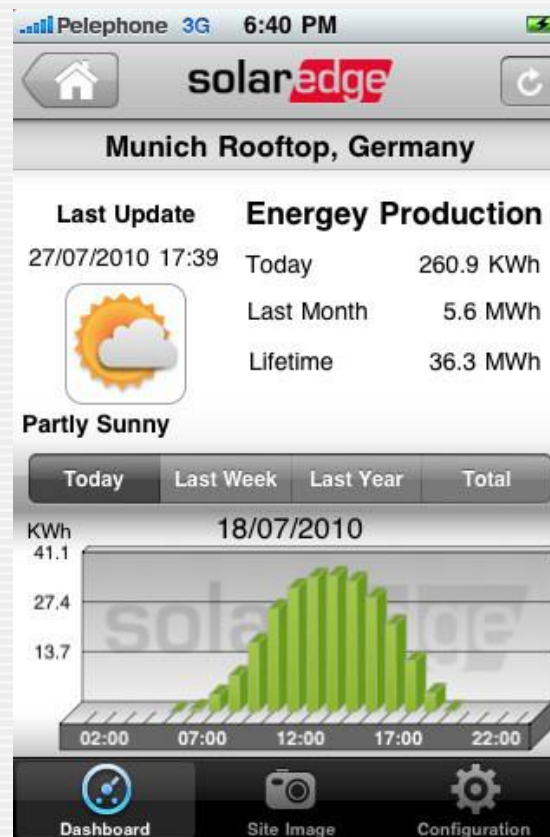 Pelephone 3G 6:40 PM
solaredge
Munich Rooftop, Germany
Last Update
27/07/2010 17:39
Partly Sunny
Energey Production
Today 260.9 KWh
Last Month 5.6 MWh
Lifetime 36.3 MWh
Today Last Week Last Year Total
KWh 18/07/2010
41.1
27.4
13.7
solaredge
02:00 07:00 12:00 17:00 22:00
Dashboard Site Image Configuration